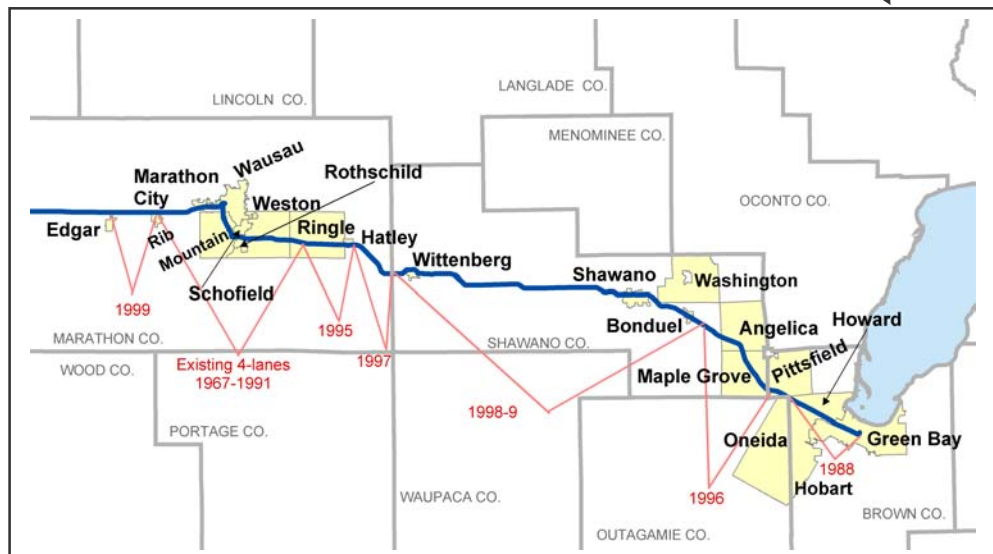 LINCOLN CO.
LANGLADE CO.
MENOMINEE CO.
OCONTO CO.
Wausau
Marathon
City
Rothschild
Weston
Edgar
Rib
Mountain
Ringle
Hatley
Wittenberg
Schofield
Shawano
Washington
Bonduel
Angelica
Howard
Maple Grove
Pittsfield
Oneida
Green Bay
Hobart
1999
1995
1997
Existing 4-lanes
1967-1991
1998-9
1996
1988
MARATHON CO.
WOOD CO.
SHAWANO CO.
PORTAGE CO.
WAUPACA CO.
OUTAGAMIE CO.
BROWN CO.